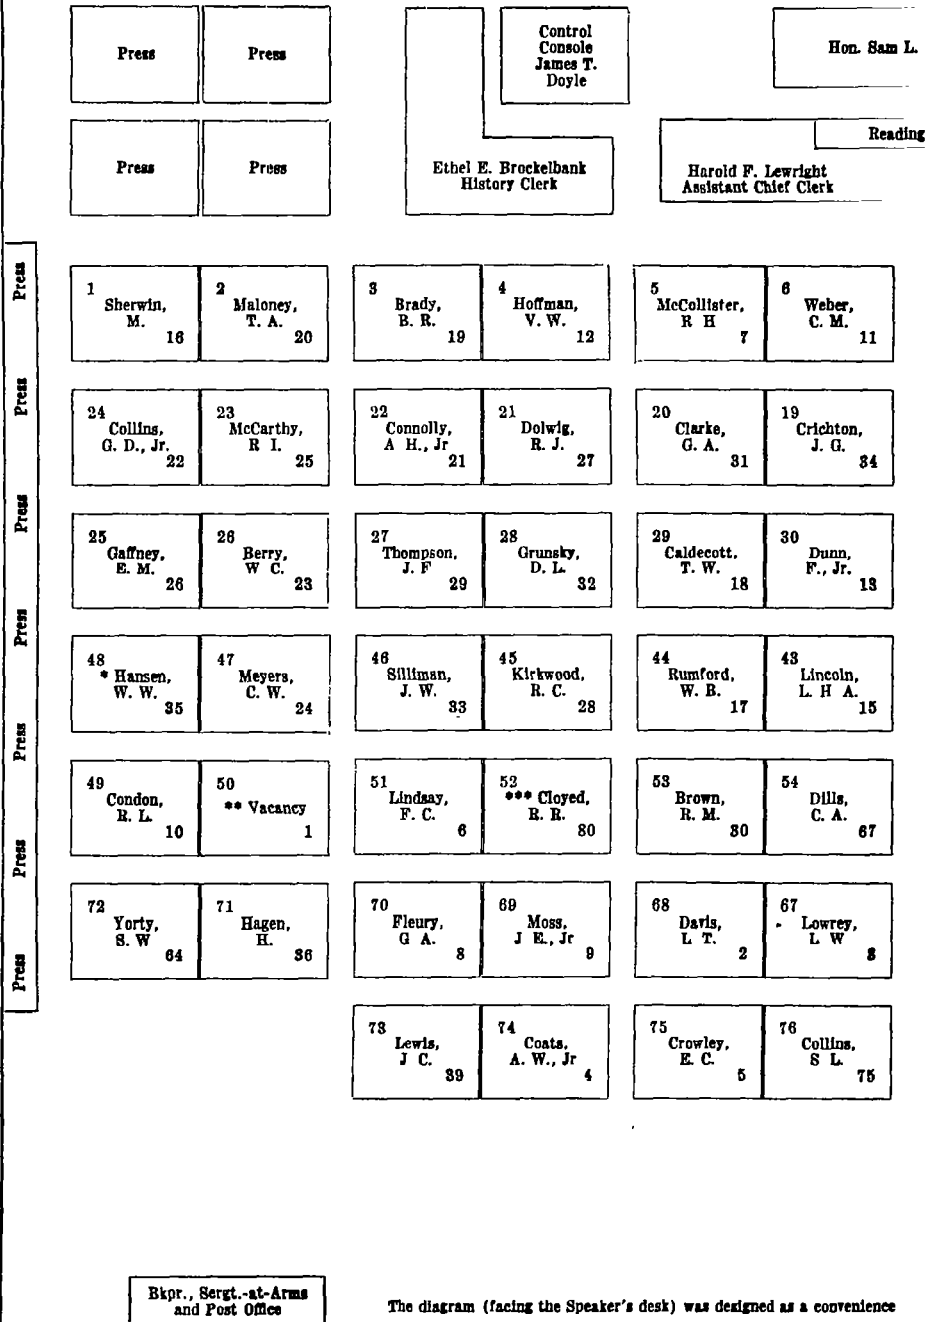 Press
Press
Control
Console
James T.
Doyle
Hon. Sam L.
Press
Press
Ethel E. Brockelbank
History Clerk
Reading
Harold F. Lewright
Assistant Chief Clerk
Press
Press
Press
Press
Press
Press
Press
1
Sherwin,
M.
16
2
Maloney,
T. A.
20
3
Brady,
B. R.
19
4
Hoffman,
V. W.
12
5
McCollister,
R H
7
6
Weber,
C. M.
11
24
Collins,
G. D., Jr.
22
23
McCarthy,
R I.
25
22
Connolly,
A H., Jr
21
21
Dolwig,
R. J.
27
20
Clarke,
G. A.
31
19
Crichton,
J. G.
34
25
Gaffney,
E. M.
26
26
Berry,
W C.
23
27
Thompson,
J. F
29
28
Grunsky,
D. L.
32
29
Caldecott,
T. W.
18
30
Dunn,
F., Jr.
13
48
* Hansen,
W. W.
35
47
Meyers,
C. W.
24
46
Silliman,
J. W.
33
45
Kirkwood,
R. C.
28
44
Rumford,
W. B.
17
43
Lincoln,
L. H A.
15
49
Condon,
R. L.
10
50
** Vacancy
1
51
Lindsay,
F. C.
6
52
*** Cloyed,
R. R.
80
53
Brown,
R. M.
30
54
Dills,
C. A.
67
72
Yorty,
S. W
64
71
Hagen,
H.
36
70
Fleury,
G A.
8
69
Moss,
J E., Jr
9
68
Davis,
L T.
2
67
Lowrey,
L W
3
73
Lewis,
J C.
39
74
Coats,
A. W., Jr
4
75
Crowley,
E. C.
5
76
Collins,
S L.
75
Bkpr., Sergt.-at-Arms
and Post Office
The diagram (facing the Speaker's desk) was designed as a convenience